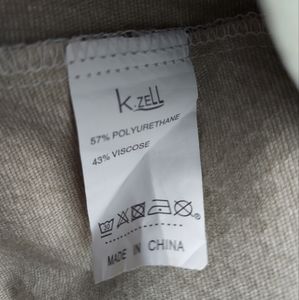 K.ZELL
57% POLYURETHANE
43% VISCOSE
MADE IN CHINA